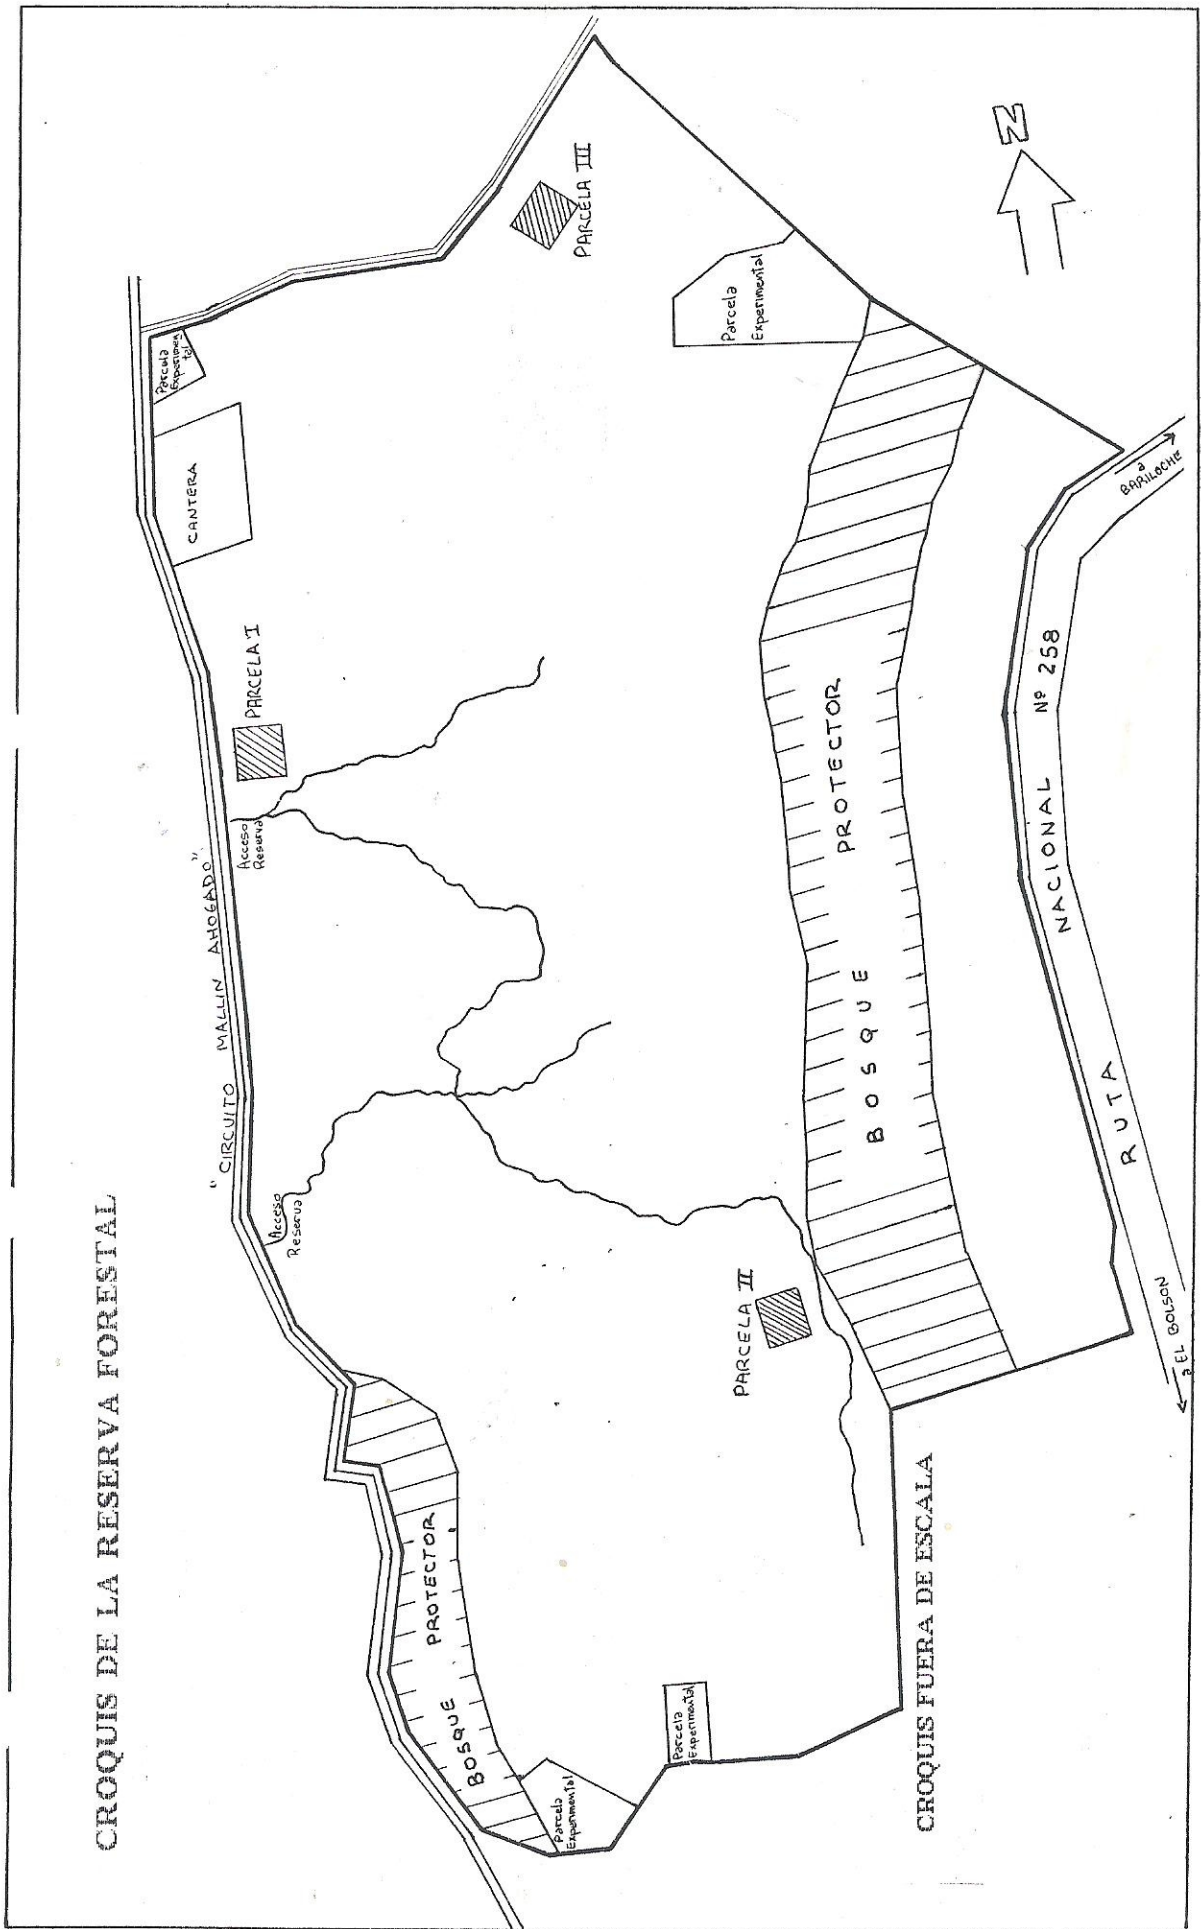 CROQUIS DE LA RESERVA FORESTAL
"CIRCUITO MALLIN AHOGADO"
Acceso
Reserva
Acceso
Reserva
PARCELA I
CANTERA
Parcela
Experimen
tal
PARCELA III
Parcela
Experimental
N
BOSQUE PROTECTOR
Parcela
Experimental
Parcela
Experimental
PARCELA II
BOSQUE PROTECTOR
RUTA NACIONAL Nº 258
a EL BOLSON
a
BARILOCHE
CROQUIS FUERA DE ESCALA